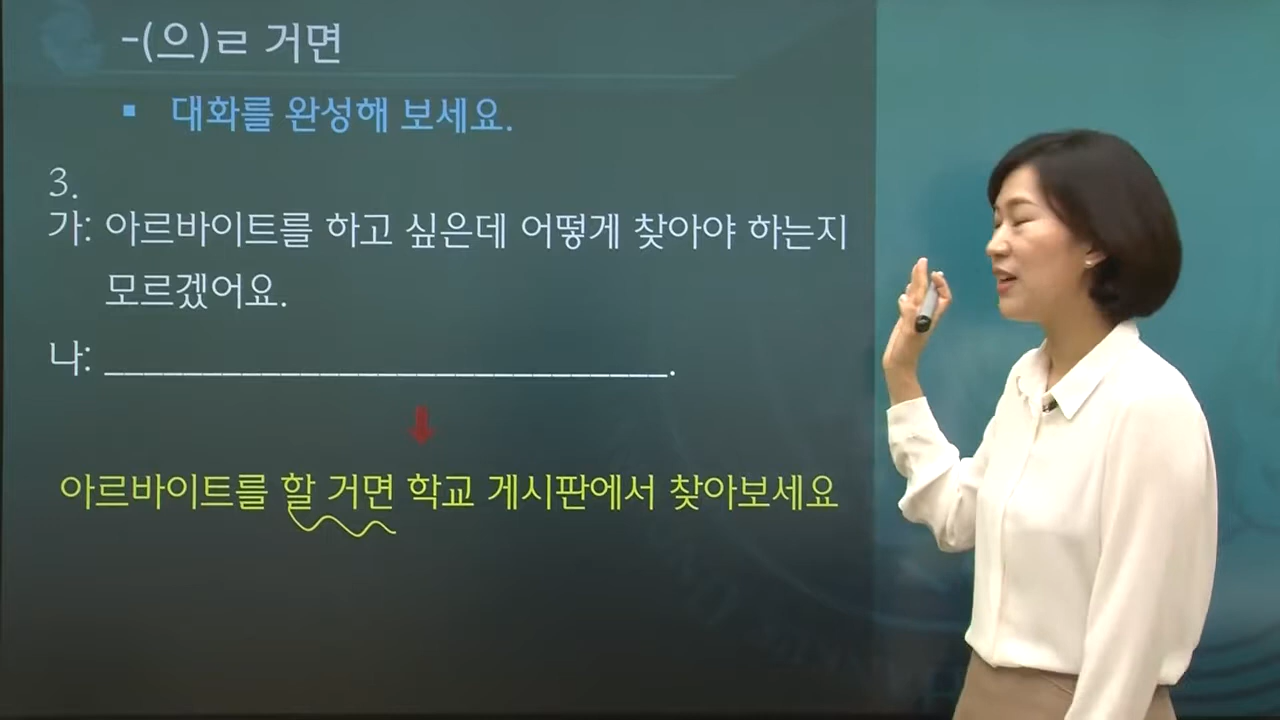 -(으)ㄹ 거면
▪ 대화를 완성해 보세요.
3.
가: 아르바이트를 하고 싶은데 어떻게 찾아야 하는지
모르겠어요.
나: ______________________________.
아르바이트를 할 거면 학교 게시판에서 찾아보세요